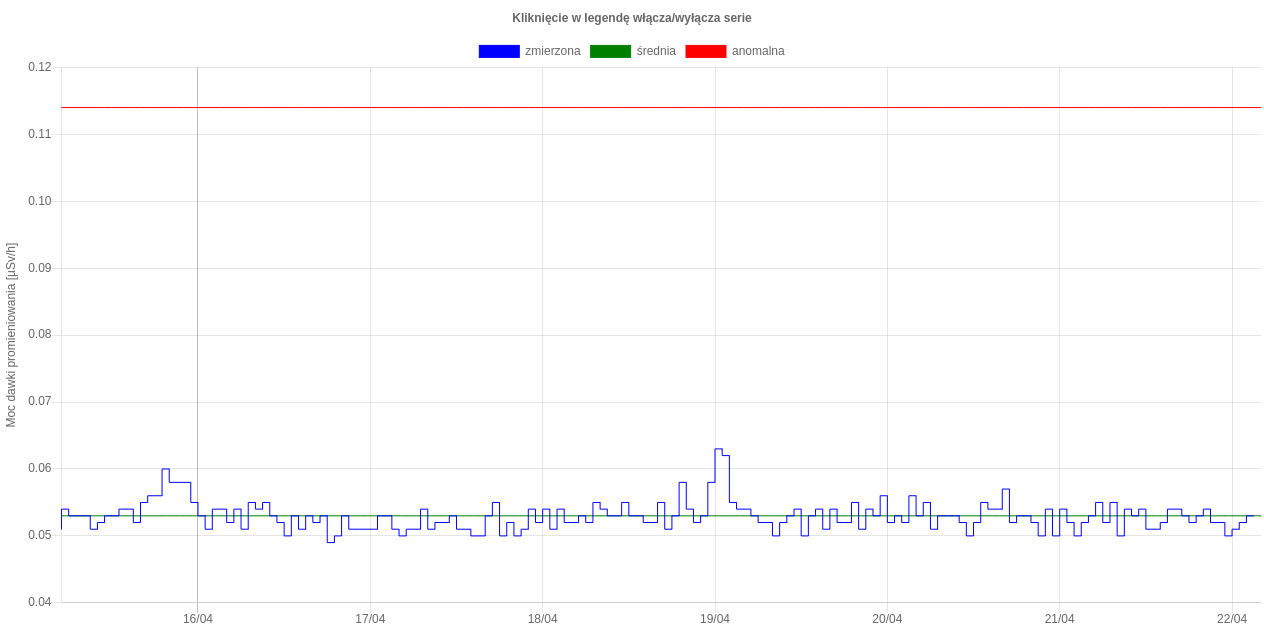 Kliknięcie w legendę włącza/wyłącza serie
zmierzona średnia anomalna
0.12
0.11
0.10
0.09
0.08
0.07
0.06
0.05
0.04
Moc dawki promieniowania [µSv/h]
16/04 17/04 18/04 19/04 20/04 21/04 22/04